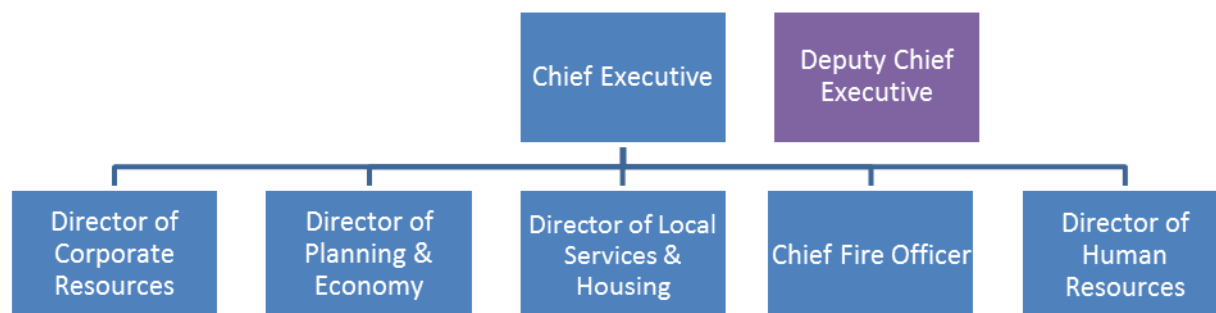 Chief Executive
Deputy Chief
Executive
Director of
Corporate
Resources
Director of
Planning &
Economy
Director of Local
Services &
Housing
Chief Fire Officer
Director of
Human
Resources